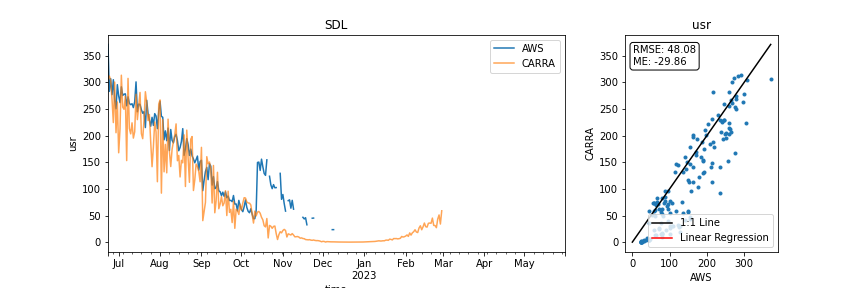 SDL
usr
350
300
250
200
150
100
50
0
usr
AWS
CARRA
Jul
Aug
Sep
Oct
Nov
Dec
Jan
2023
Feb
Mar
Apr
May
time
usr
RMSE: 48.08
ME: -29.86
350
300
250
200
150
100
50
0
CARRA
1:1 Line
Linear Regression
0
100
200
300
AWS